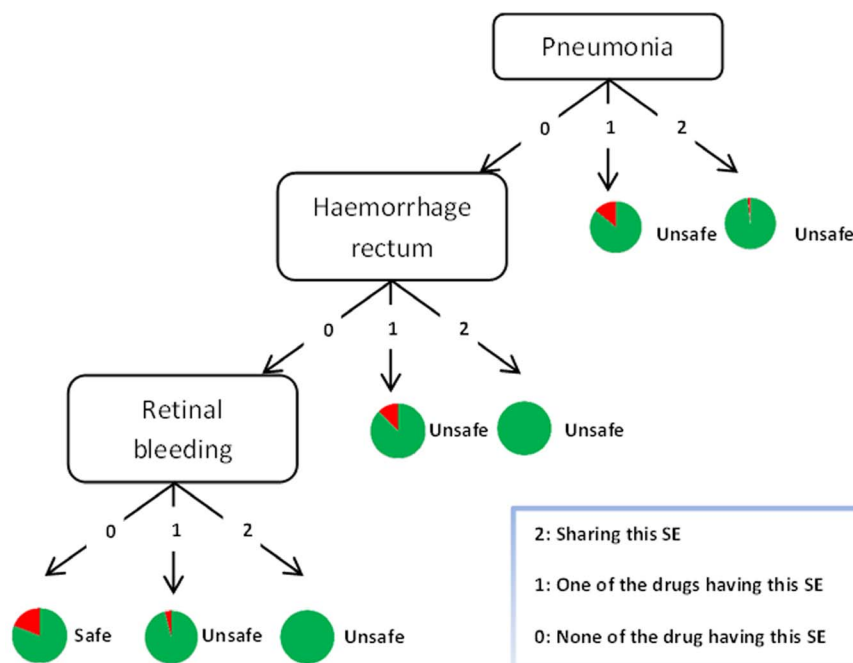 Pneumonia
0
1
2
Haemorrhage
rectum
Unsafe
Unsafe
0
1
2
Retinal
bleeding
Unsafe
Unsafe
0
1
2
2: Sharing this SE
1: One of the drugs having this SE
0: None of the drug having this SE
Safe
Unsafe
Unsafe